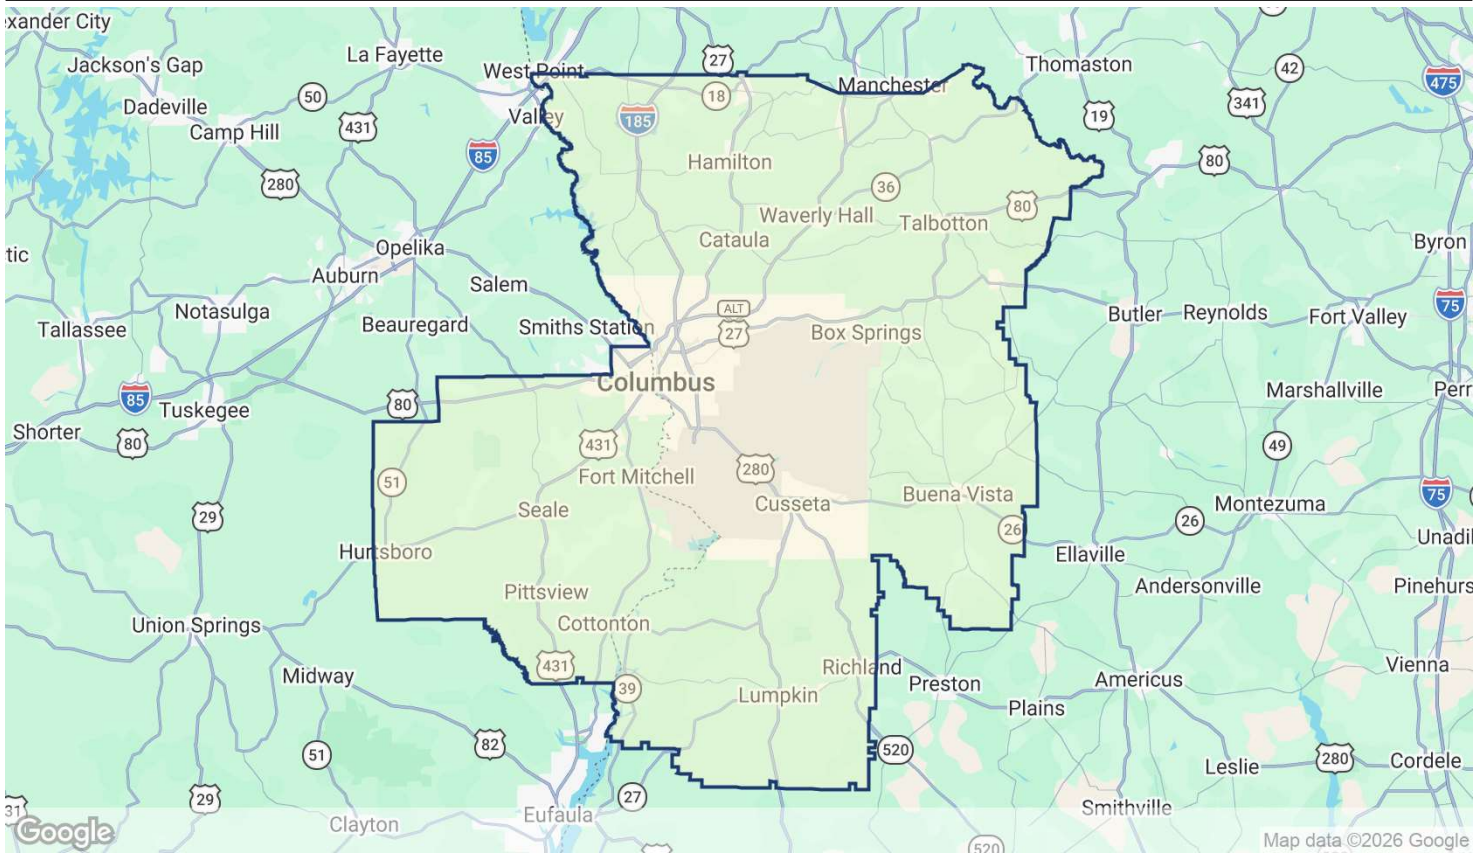 exander City
La Fayette
27
Thomaston
42
Jackson's Gap
West Point
475
Dadeville
50
18
Manchester
341
Camp Hill
431
Valley
185
19
85
Hamilton
80
280
36
Waverly Hall
80
Talbotton
Opelika
Cataula
Byron
tic
Auburn
Salem
75
Notasulga
ALT
Butler
Reynolds
Fort Valley
Tallassee
Beauregard
Smiths Station
27
Box Springs
Columbus
Marshallville
Perr
85
80
Tuskegee
Shorter
80
431
49
280
Fort Mitchell
51
Buena Vista
75
Cusseta
Montezuma
Seale
29
26
26
Unadil
Hurtsboro
Ellaville
Pittsview
Andersonville
Pinehurs
Union Springs
Cottonton
431
Richland
Vienna
Midway
39
Lumpkin
Preston
Americus
Plains
82
51
520
280
Cordele
Leslie
29
27
31
Eufaula
Smithville
Clayton
Google
520
Map data ©2026 Google